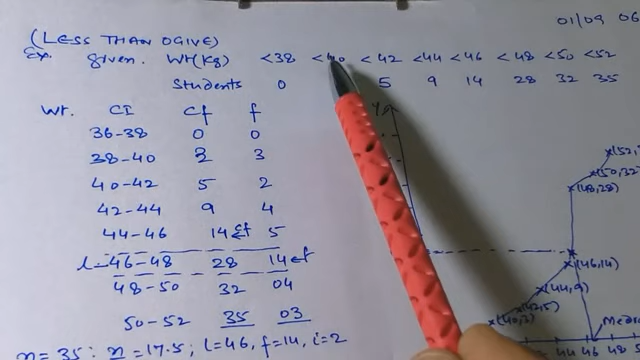 01/09 06
(LESS THAN OGIVE)
Ex. given. Wt(Kg) <38 <40 <42 <44 <46 <48 <50 <52
Students 0 5 9 14 28 32 35
Wt. CI Cf f Y
36-38 0 0
38-40 3 3
40-42 5 2
42-44 9 4
44-46 14 cf 5
l=46-48 28 14 f
48-50 32 04
50-52 35 03
n=35: n = 17.5; l=46, f=14, i=2
(52,
(50,32)
(48,28)
(46,14)
(44,9)
(42,5)
(40,3)
Media
44 46 48 5